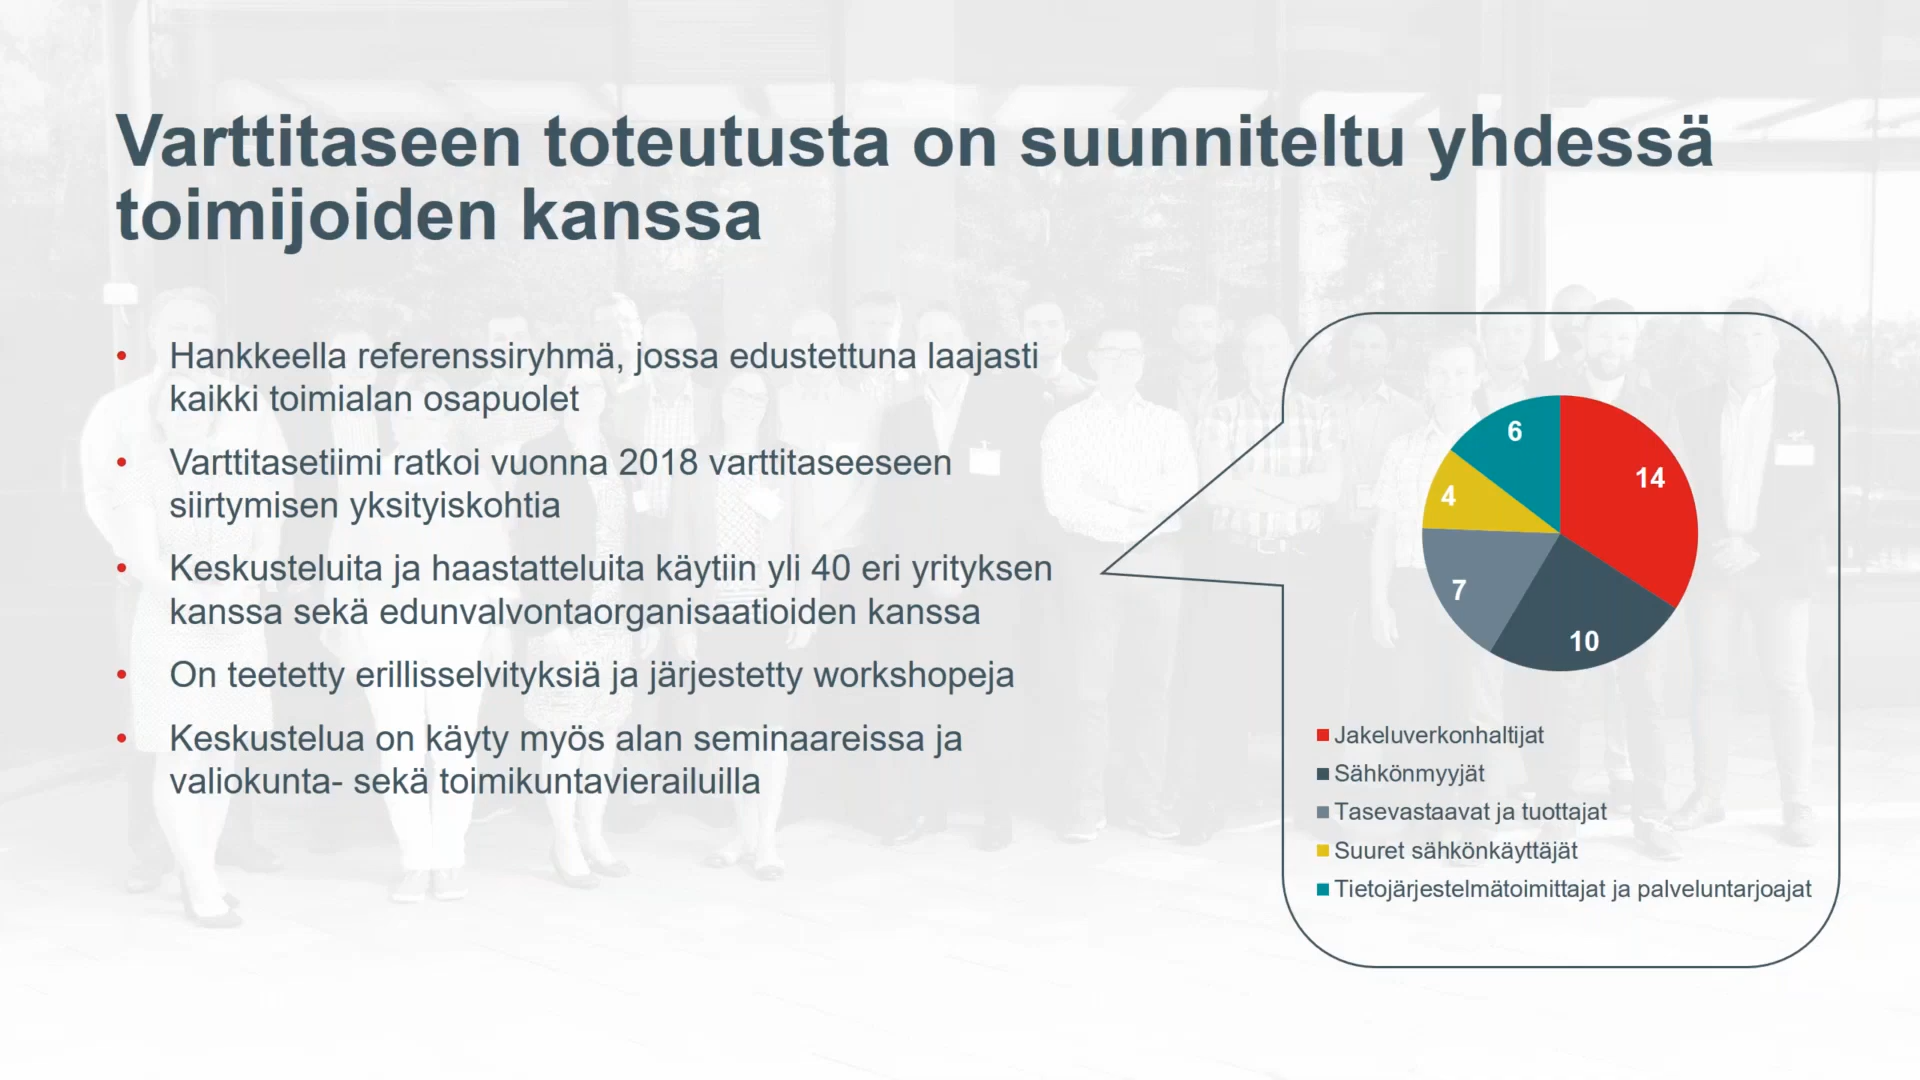 Varttitaseen toteutusta on suunniteltu yhdessä
toimijoiden kanssa
• Hankkeella referenssiryhmä, jossa edustettuna laajasti
kaikki toimialan osapuolet
• Varttitasetiimi ratkoi vuonna 2018 varttitaseeseen
siirtymisen yksityiskohtia
• Keskusteluita ja haastatteluita käytiin yli 40 eri yrityksen
kanssa sekä edunvalvontaorganisaatioiden kanssa
• On teetetty erillisselvityksiä ja järjestetty workshopeja
• Keskustelua on käyty myös alan seminaareissa ja
valiokunta- sekä toimikuntavierailuilla
6
14
4
7
10
Jakeluverkonhaltijat
Sähkönmyyjät
Tasevastaavat ja tuottajat
Suuret sähkönkäyttäjät
Tietojärjestelmätoimittajat ja palveluntarjoajat